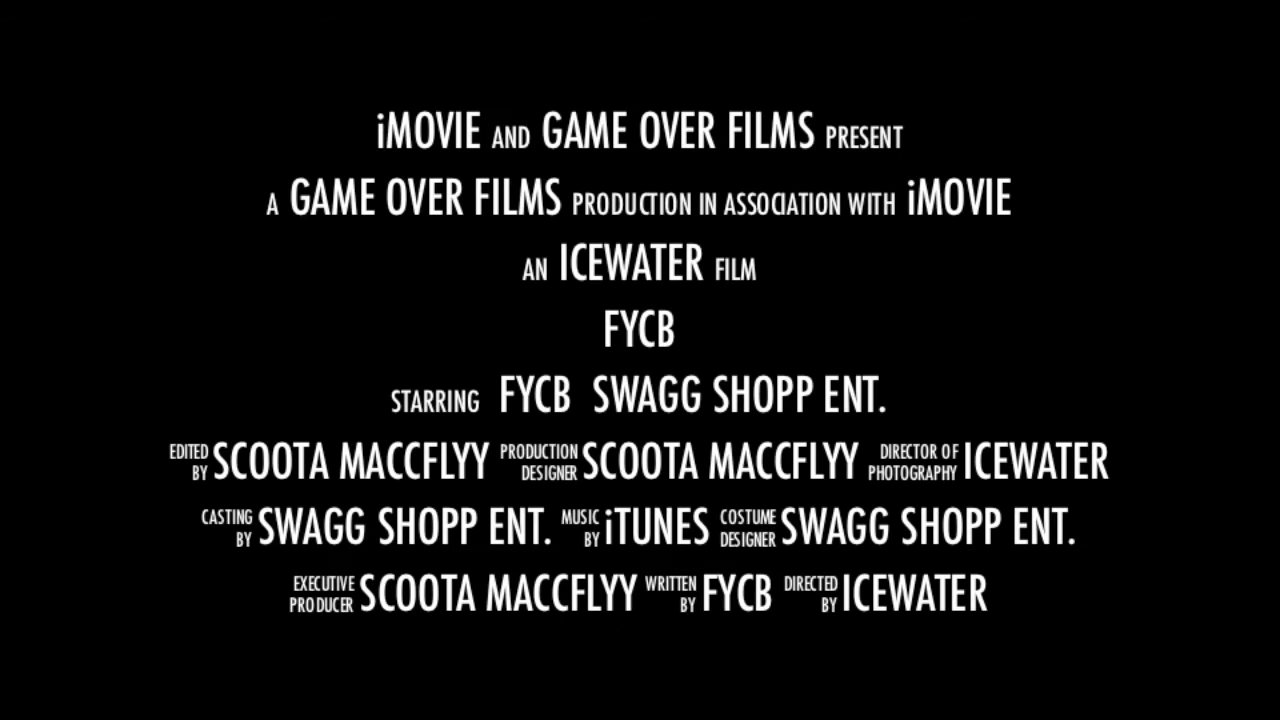 iMOVIE AND GAME OVER FILMS PRESENT
A GAME OVER FILMS PRODUCTION IN ASSOCIATION WITH iMOVIE
AN ICEWATER FILM
FYCB
STARRING FYCB SWAGG SHOPP ENT.
EDITED BY SCOOTA MACCFLYY PRODUCTION DESIGNER SCOOTA MACCFLYY DIRECTOR OF PHOTOGRAPHY ICEWATER
CASTING BY SWAGG SHOPP ENT. MUSIC BY iTUNES COSTUME DESIGNER SWAGG SHOPP ENT.
EXECUTIVE PRODUCER SCOOTA MACCFLYY WRITTEN BY FYCB DIRECTED BY ICEWATER